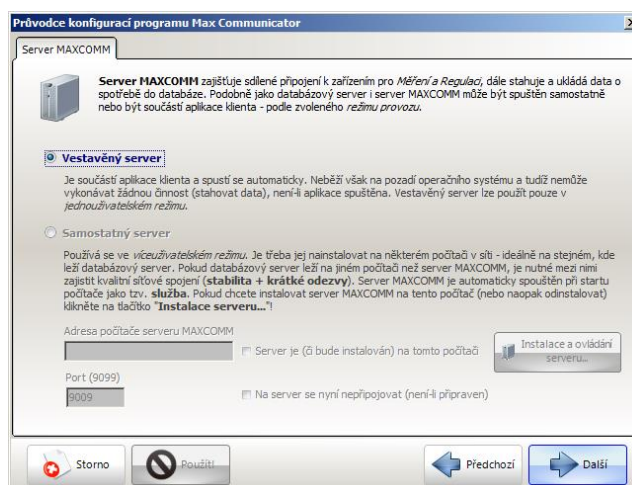 Průvodce konfigurací programu Max Communicator
Server MAXCOMM
Server MAXCOMM zajišťuje sdílené připojení k zařízením pro Měření a Regulaci, dále stahuje a ukládá data o
spotřebě do databáze. Podobně jako databázový server i server MAXCOMM může být spuštěn samostatně
nebo být součástí aplikace klienta - podle zvoleného režimu provozu.
Vestavěný server
Je součástí aplikace klienta a spustí se automaticky. Neběží však na pozadí operačního systému a tudíž nemůže
vykonávat žádnou činnost (stahovat data), není-li aplikace spuštěna. Vestavěný server lze použít pouze v
jednouživatelském režimu.
Samostatný server
Používá se ve víceuživatelském režimu. Je třeba jej nainstalovat na některém počítači v síti - ideálně na stejném, kde
leží databázový server. Pokud databázový server leží na jiném počítači než server MAXCOMM, je nutné mezi nimi
zajistit kvalitní síťové spojení (stabilita + krátké odezvy). Server MAXCOMM je automaticky spouštěn při startu
počítače jako tzv. služba. Pokud chcete instalovat server MAXCOMM na tento počítač (nebo naopak odinstalovat)
klikněte na tlačítko "Instalace serveru..."!
Adresa počítače serveru MAXCOMM
Server je (či bude instalován) na tomto počítači
Instalace a ovládání
serveru...
Port (9099)
9009
Na server se nyní nepřipojovat (není-li připraven)
Storno
Použít!
Předchozí
Další